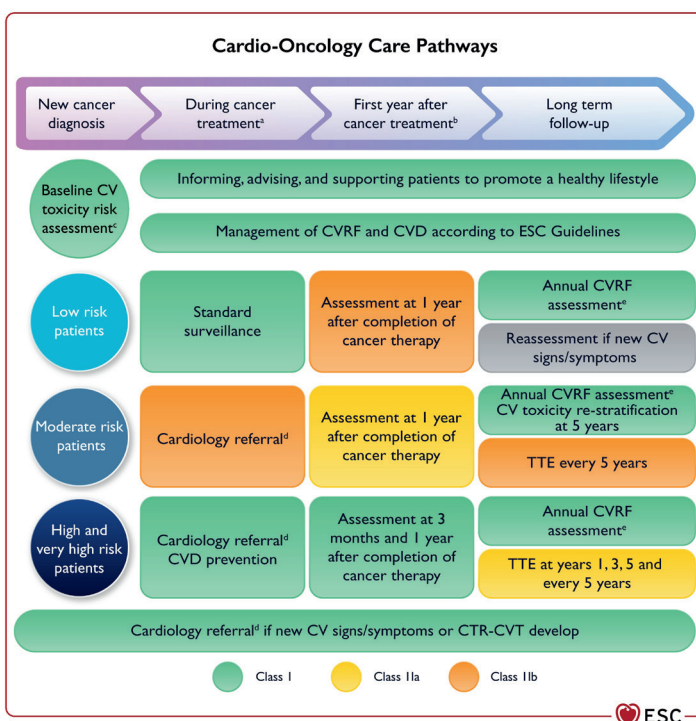 Cardio-Oncology Care Pathways
New cancer
diagnosis
During cancer
treatmentᵃ
First year after
cancer treatmentᵇ
Long term
follow-up
Baseline CV
toxicity risk
assessmentᶜ
Informing, advising, and supporting patients to promote a healthy lifestyle
Management of CVRF and CVD according to ESC Guidelines
Low risk
patients
Standard
surveillance
Assessment at 1 year
after completion of
cancer therapy
Annual CVRF
assessmentᵉ
Reassessment if new CV
signs/symptoms
Moderate risk
patients
Cardiology referralᵈ
Assessment at 1 year
after completion of
cancer therapy
Annual CVRF assessmentᵉ
CV toxicity re-stratification
at 5 years
TTE every 5 years
High and
very high risk
patients
Cardiology referralᵈ
CVD prevention
Assessment at 3
months and 1 year
after completion of
cancer therapy
Annual CVRF
assessmentᵉ
TTE at years 1, 3, 5 and
every 5 years
Cardiology referralᵈ if new CV signs/symptoms or CTR-CVT develop
Class I
Class IIa
Class IIb
ESC